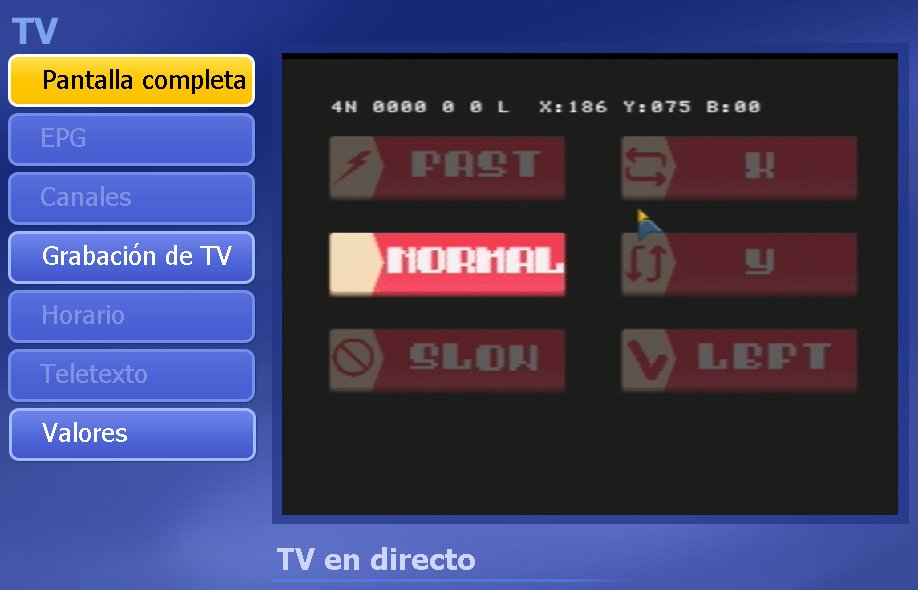 TV
Pantalla completa
EPG
Canales
Grabación de TV
Horario
Teletexto
Valores
4N 0000 0 0 L X:186 Y:075 B:00
FAST
X
NORMAL
Y
SLOW
LEFT
TV en directo